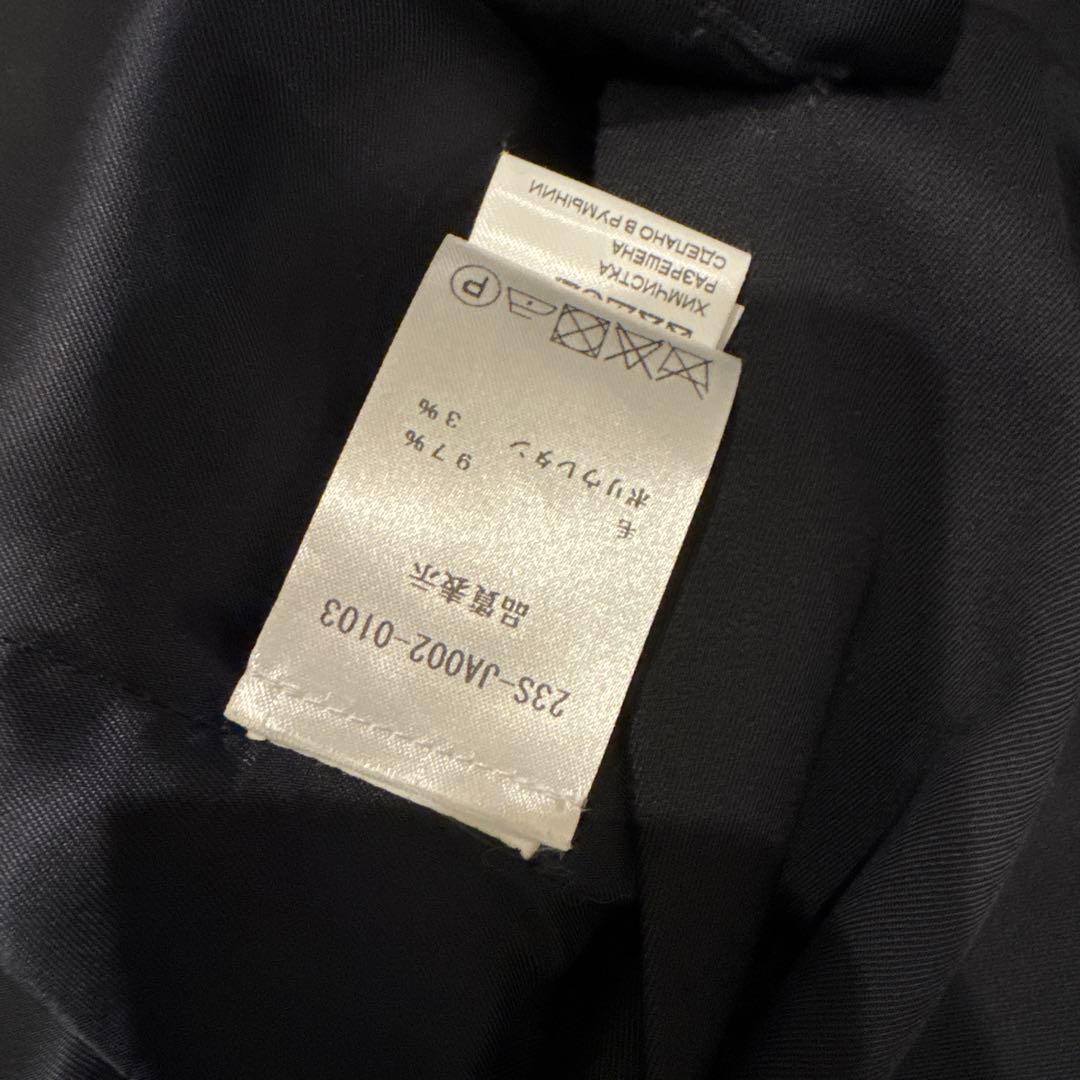 23S-JA002-0103
品質表示
毛 97%
ポリウレタン 3%
P
ХИМЧИСТКА
РАЗРЕШЕНА
СДЕЛАНО В РУМЫНИИ